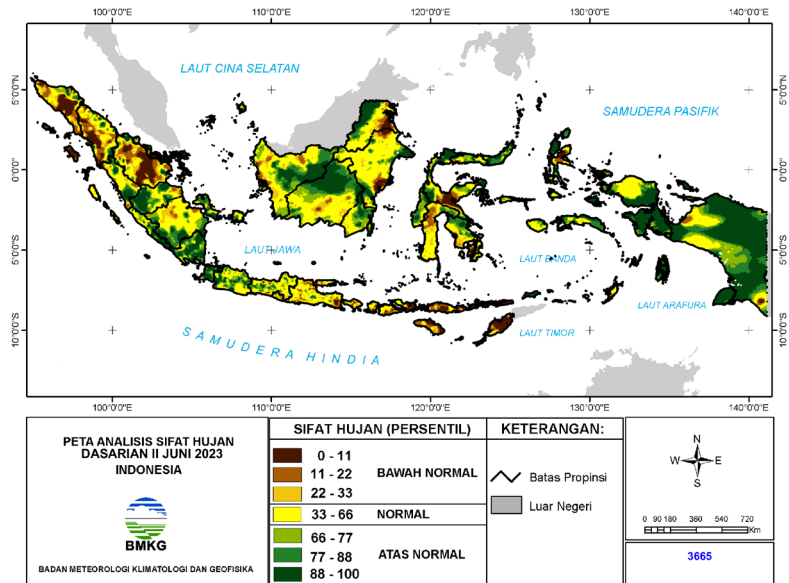 100°0'0"E 110°0'0"E 120°0'0"E 130°0'0"E 140°0'0"E
5°0'0"N 5°0'0"N
0°0'0" 0°0'0"
5°0'0"S 5°0'0"S
10°0'0"S 10°0'0"S
LAUT CINA SELATAN
SAMUDERA PASIFIK
LAUT JAWA
LAUT BANDA
LAUT ARAFURA
LAUT TIMOR
SAMUDERA HINDIA
100°0'0"E 110°0'0"E 120°0'0"E 130°0'0"E 140°0'0"E
PETA ANALISIS SIFAT HUJAN
DASARIAN II JUNI 2023
INDONESIA
BMKG
BADAN METEOROLOGI KLIMATOLOGI DAN GEOFISIKA
SIFAT HUJAN (PERSENTIL)
0 - 11
11 - 22 BAWAH NORMAL
22 - 33
33 - 66 NORMAL
66 - 77
77 - 88 ATAS NORMAL
88 - 100
KETERANGAN:
Batas Propinsi
Luar Negeri
N
W E
S
0 90 180 360 540 720
Km
3665